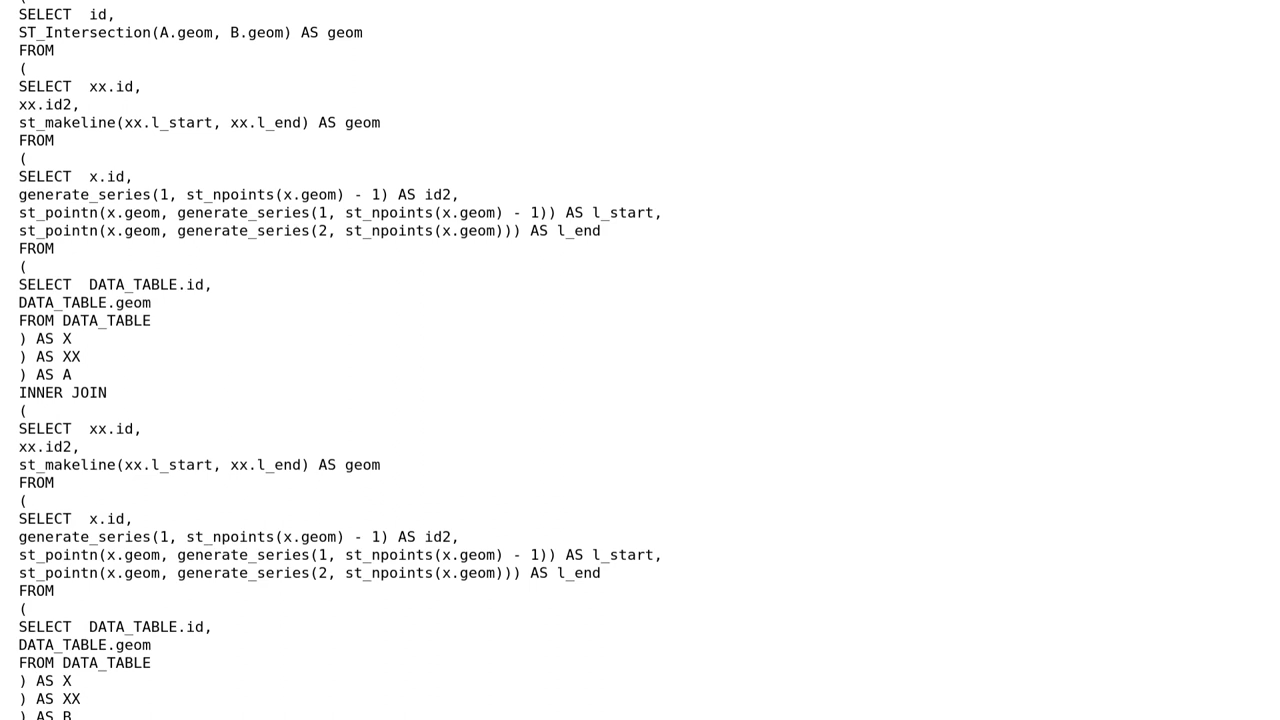 (
SELECT  id,
ST_Intersection(A.geom, B.geom) AS geom
FROM
(
SELECT  xx.id,
xx.id2,
st_makeline(xx.l_start, xx.l_end) AS geom
FROM
(
SELECT  x.id,
generate_series(1, st_npoints(x.geom) - 1) AS id2,
st_pointn(x.geom, generate_series(1, st_npoints(x.geom) - 1)) AS l_start,
st_pointn(x.geom, generate_series(2, st_npoints(x.geom))) AS l_end
FROM
(
SELECT  DATA_TABLE.id,
DATA_TABLE.geom
FROM DATA_TABLE
) AS X
) AS XX
) AS A
INNER JOIN
(
SELECT  xx.id,
xx.id2,
st_makeline(xx.l_start, xx.l_end) AS geom
FROM
(
SELECT  x.id,
generate_series(1, st_npoints(x.geom) - 1) AS id2,
st_pointn(x.geom, generate_series(1, st_npoints(x.geom) - 1)) AS l_start,
st_pointn(x.geom, generate_series(2, st_npoints(x.geom))) AS l_end
FROM
(
SELECT  DATA_TABLE.id,
DATA_TABLE.geom
FROM DATA_TABLE
) AS X
) AS XX
) AS B